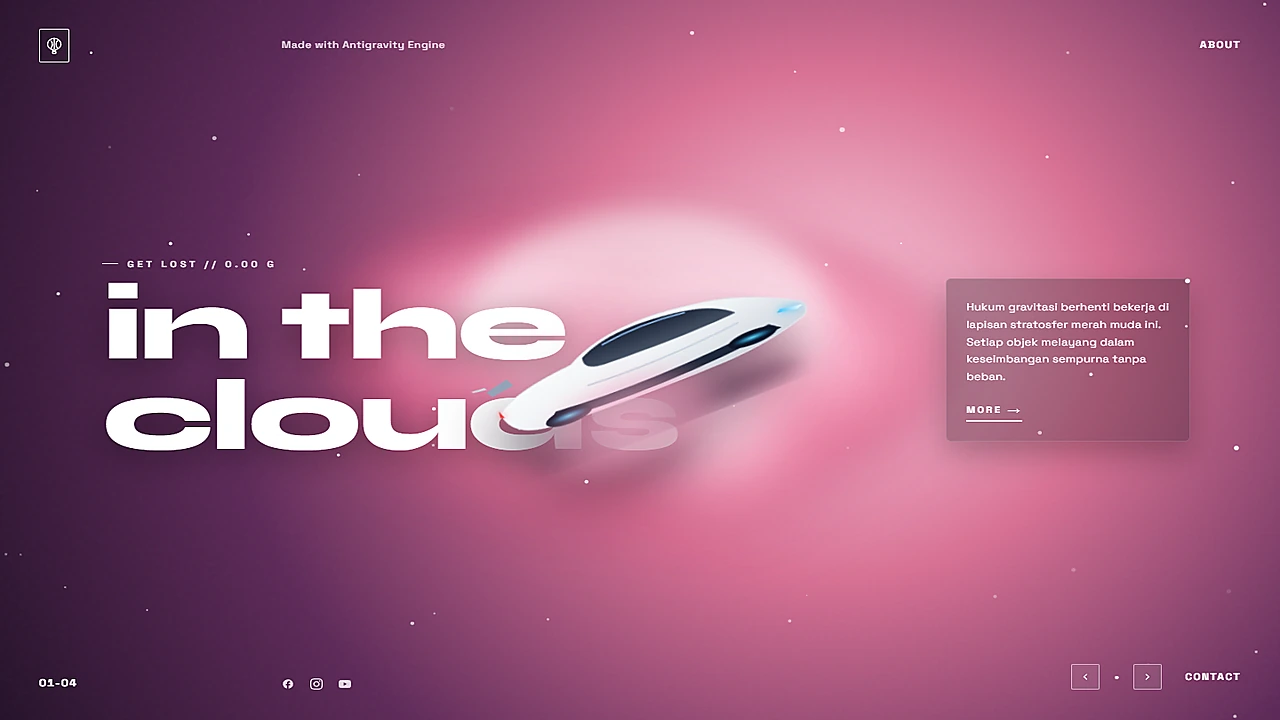 Made with Antigravity Engine
ABOUT
GET LOST // 0.00 G
in the
clouds
Hukum gravitasi berhenti bekerja di
lapisan stratosfer merah muda ini.
Setiap objek melayang dalam
keseimbangan sempurna tanpa
beban.
MORE →
01-04
CONTACT